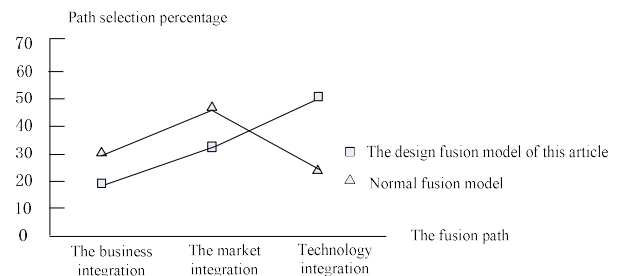 Path selection percentage
70
60
50
40
30
20
10
0
The design fusion model of this article
Normal fusion model
The fusion path
The business
integration
The market
integration
Technology
integration